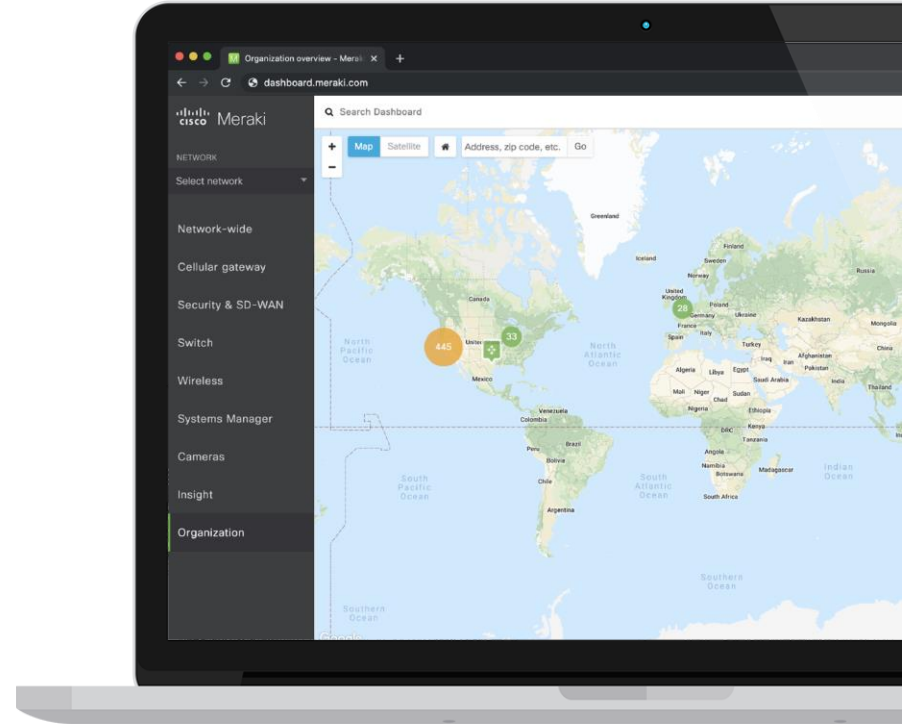 Organization overview - Merak
dashboard.meraki.com
CISCO Meraki
Search Dashboard
NETWORK
Select network
Network-wide
Cellular gateway
Security & SD-WAN
Switch
Wireless
Systems Manager
Cameras
Insight
Organization
Map Satellite Address, zip code, etc. Go
Greenland
Iceland
Finland
Sweden
Norway
Russia
United
Kingdom
28
Poland
Germany
Ukraine
France
Spain
Italy
Turkey
Kazakhstan
Mongolia
China
Canada
445
33
Mexico
North
Pacific
Ocean
North
Atlantic
Ocean
Algeria
Libya
Egypt
Iraq
Iran
Afghanistan
Pakistan
Saudi Arabia
India
Thailand
Mali
Niger
Chad
Sudan
Nigeria
Ethiopia
DRC
Kenya
Tanzania
Venezuela
Colombia
Peru
Brazil
Bolivia
Chile
Argentina
Angola
Namibia
Botswana
Madagascar
South Africa
South
Pacific
Ocean
South
Atlantic
Ocean
Indian
Ocean
Southern
Ocean
Southern
Ocean
Google